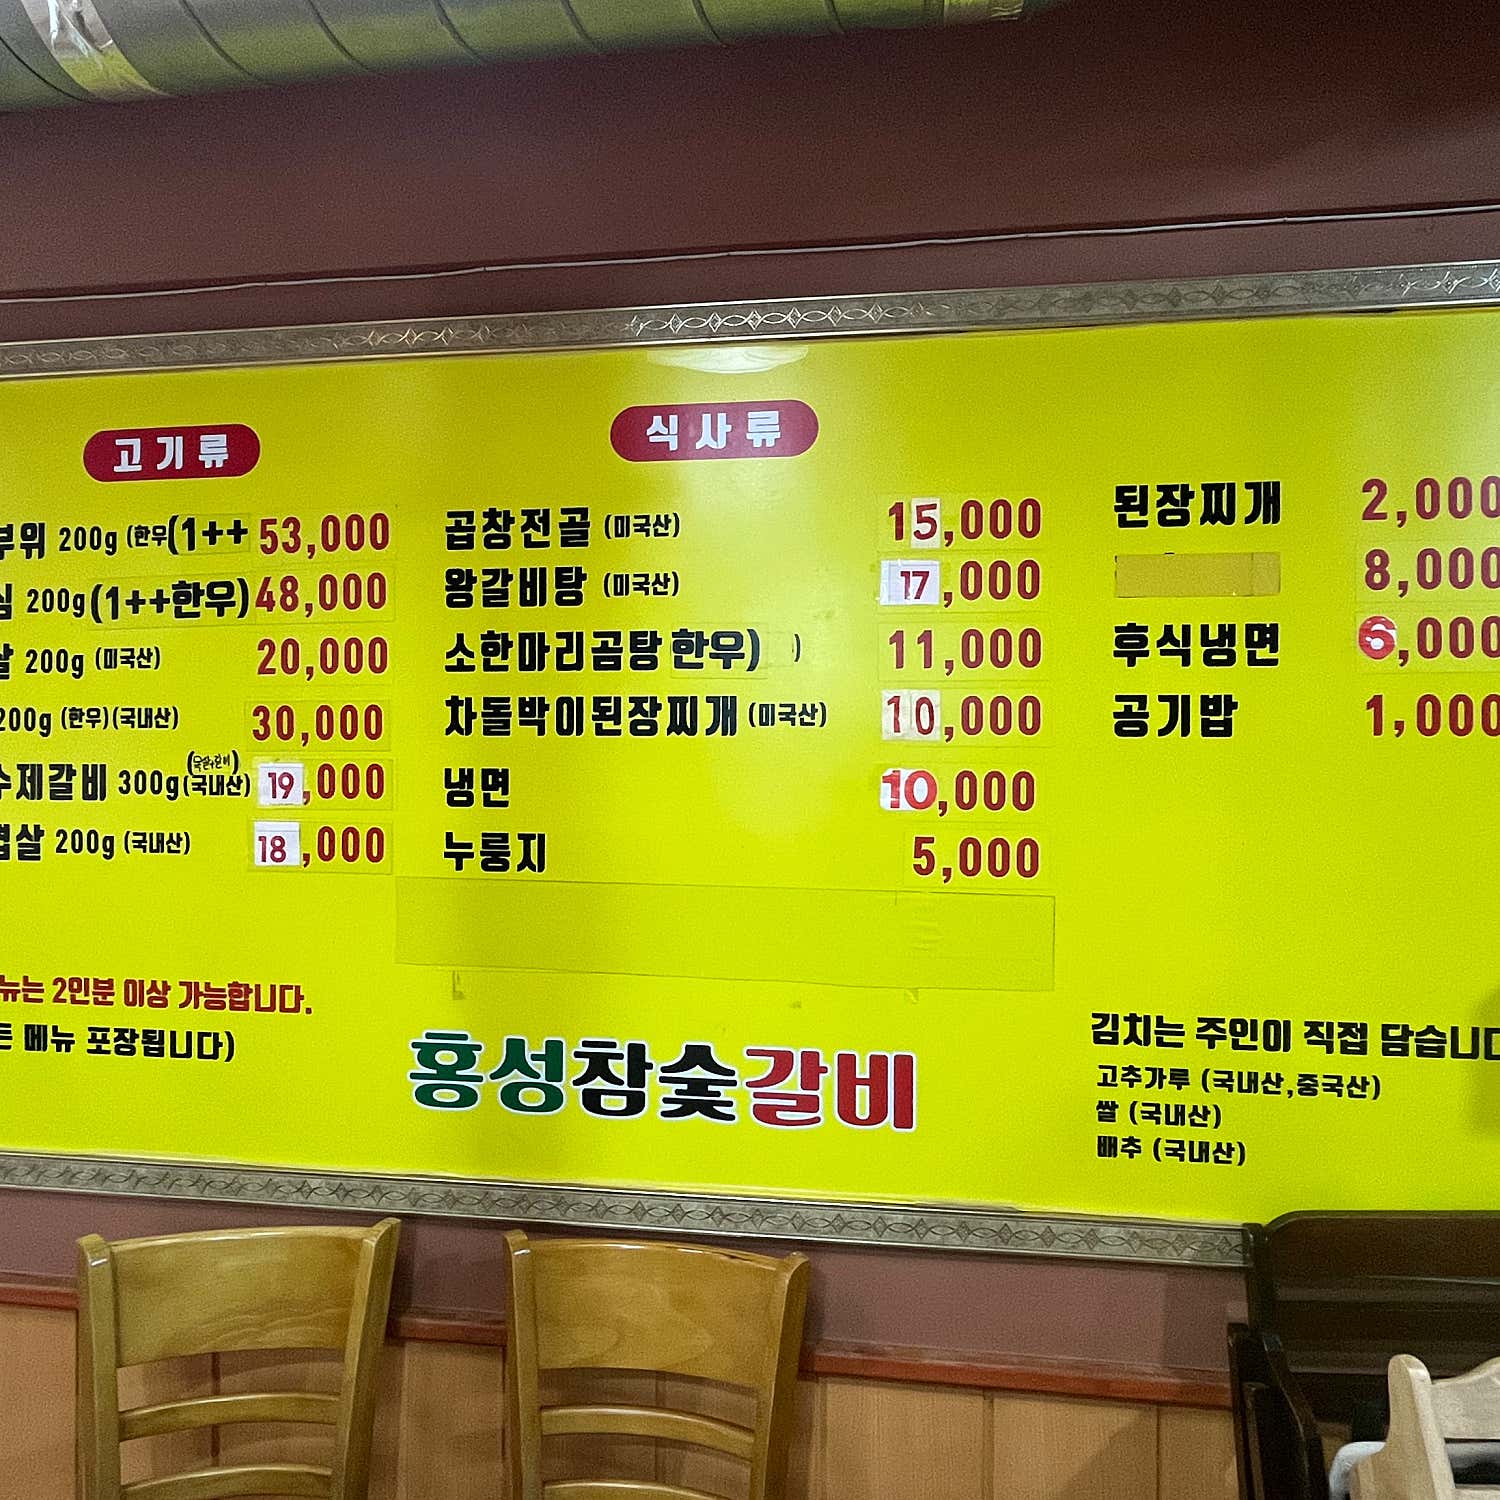 고기류
부위 200g (한우(1++ 53,000
심 200g(1++한우) 48,000
살 200g (미국산) 20,000
200g (한우)(국내산) 30,000
수제갈비 300g(국내산) 19,000
겹살 200g (국내산) 18,000
뉴는 2인분 이상 가능합니다.
든 메뉴 포장됩니다)
식사류
곱창전골 (미국산) 15,000
왕갈비탕 (미국산) 17,000
소한마리곰탕 한우) ) 11,000
차돌박이된장찌개 (미국산) 10,000
냉면 10,000
누룽지 5,000
홍성참숯갈비
된장찌개 2,000
8,000
후식냉면 6,000
공기밥 1,000
김치는 주인이 직접 담습니다
고추가루 (국내산,중국산)
쌀 (국내산)
배추 (국내산)